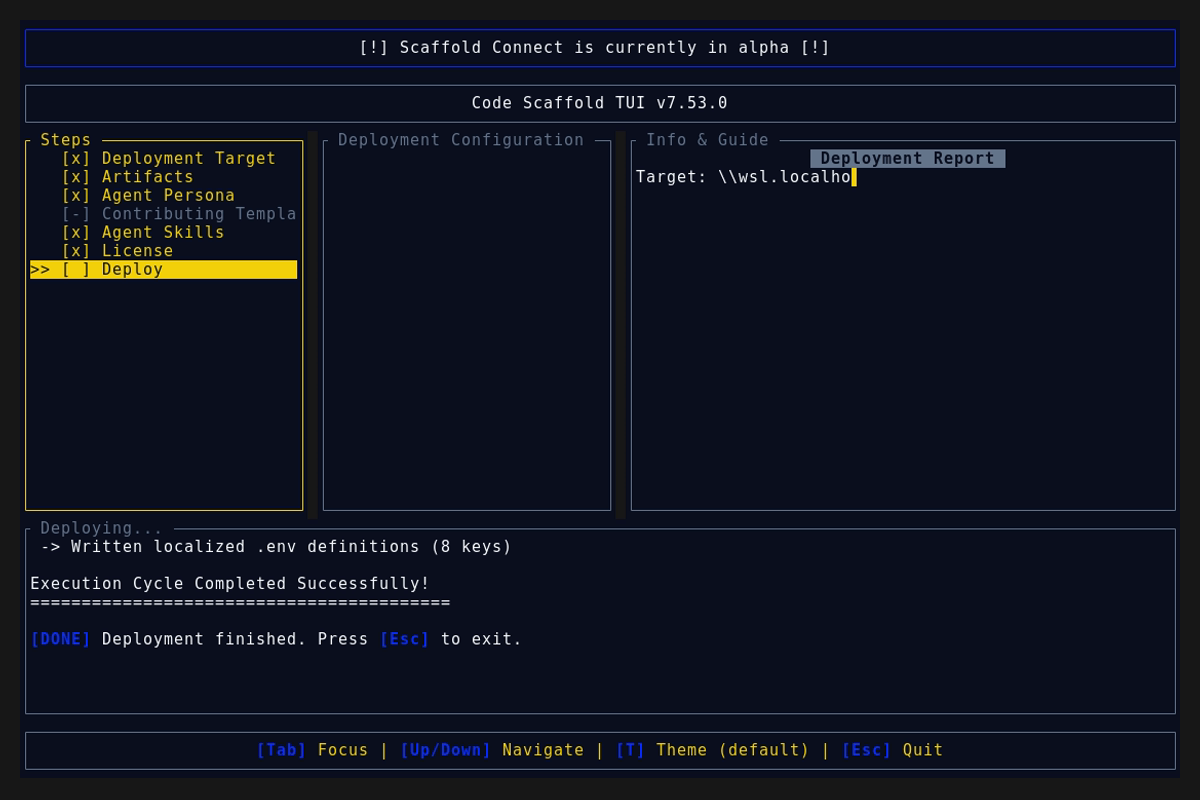 [!] Scaffold Connect is currently in alpha [!]
Code Scaffold TUI v7.53.0
Steps
[x] Deployment Target
[x] Artifacts
[x] Agent Persona
[-] Contributing Templa
[x] Agent Skills
[x] License
>> [ ] Deploy
Deployment Configuration
Info & Guide
Deployment Report
Target: \\wsl.localho
Deploying...
-> Written localized .env definitions (8 keys)
Execution Cycle Completed Successfully!
=========================================
[DONE] Deployment finished. Press [Esc] to exit.
[Tab] Focus | [Up/Down] Navigate | [T] Theme (default) | [Esc] Quit